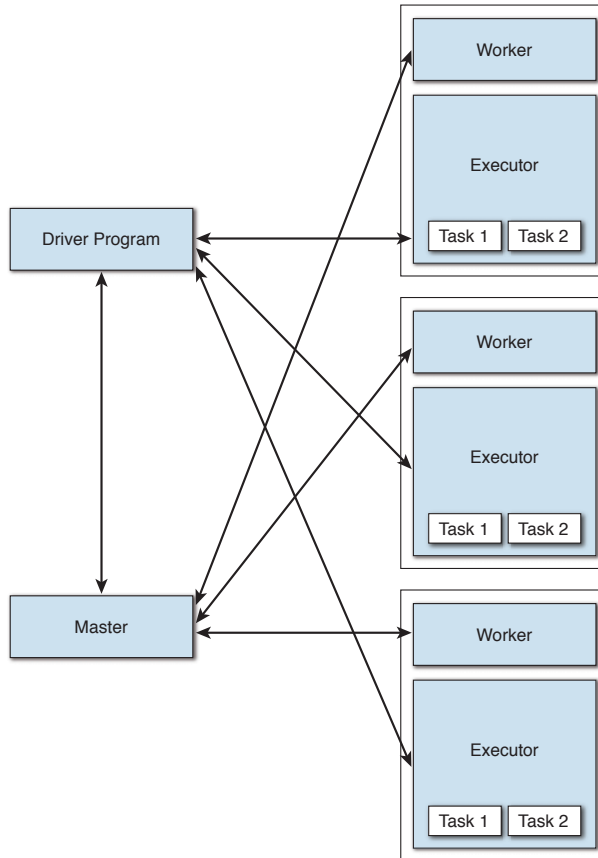 Worker
Executor
Task 1 Task 2
Driver Program
Worker
Executor
Task 1 Task 2
Master
Worker
Executor
Task 1 Task 2